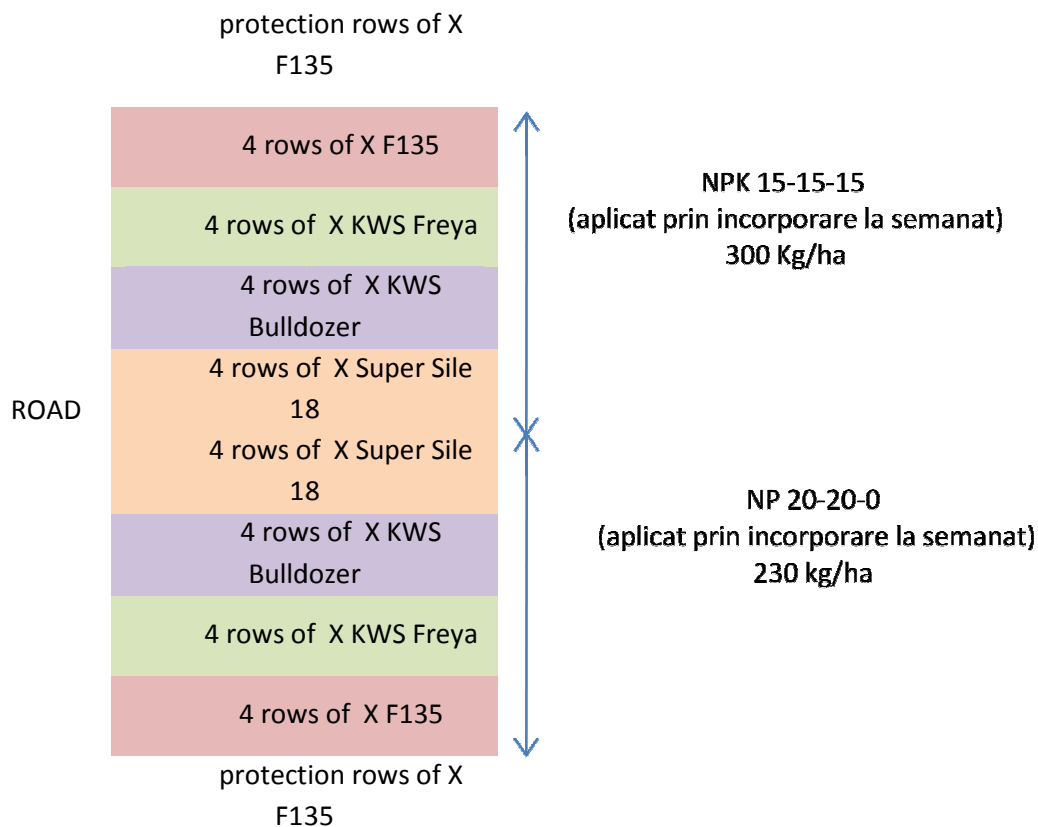 protection rows of X
F135
4 rows of X F135
4 rows of X KWS Freya
4 rows of X KWS
Bulldozer
4 rows of X Super Sile
18
ROAD
4 rows of X Super Sile
18
4 rows of X KWS
Bulldozer
4 rows of X KWS Freya
4 rows of X F135
protection rows of X
F135
NPK 15-15-15
(aplicat prin incorporare la semanat)
300 Kg/ha
NP 20-20-0
(aplicat prin incorporare la semanat)
230 kg/ha